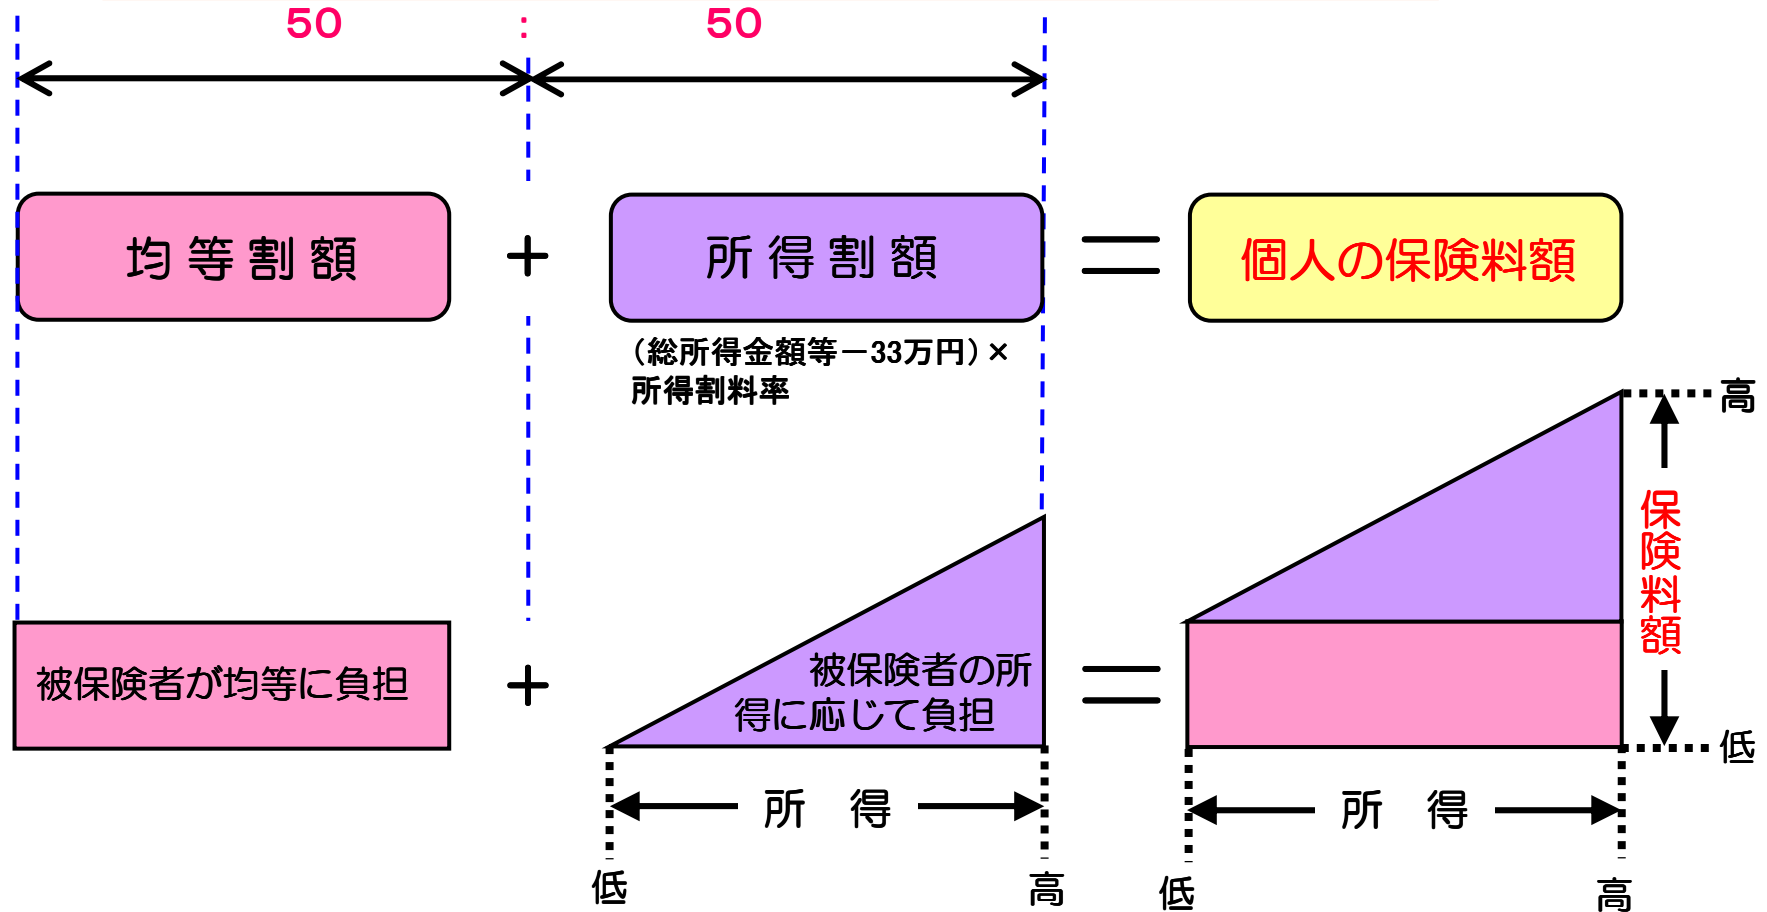 50 : 50
均等割額 + 所得割額 = 個人の保険料額
（総所得金額等－33万円）×
所得割料率
高
保険料額
被保険者が均等に負担 + 被保険者の所 =
得に応じて負担
低
所 得
所 得
低 高 低 高